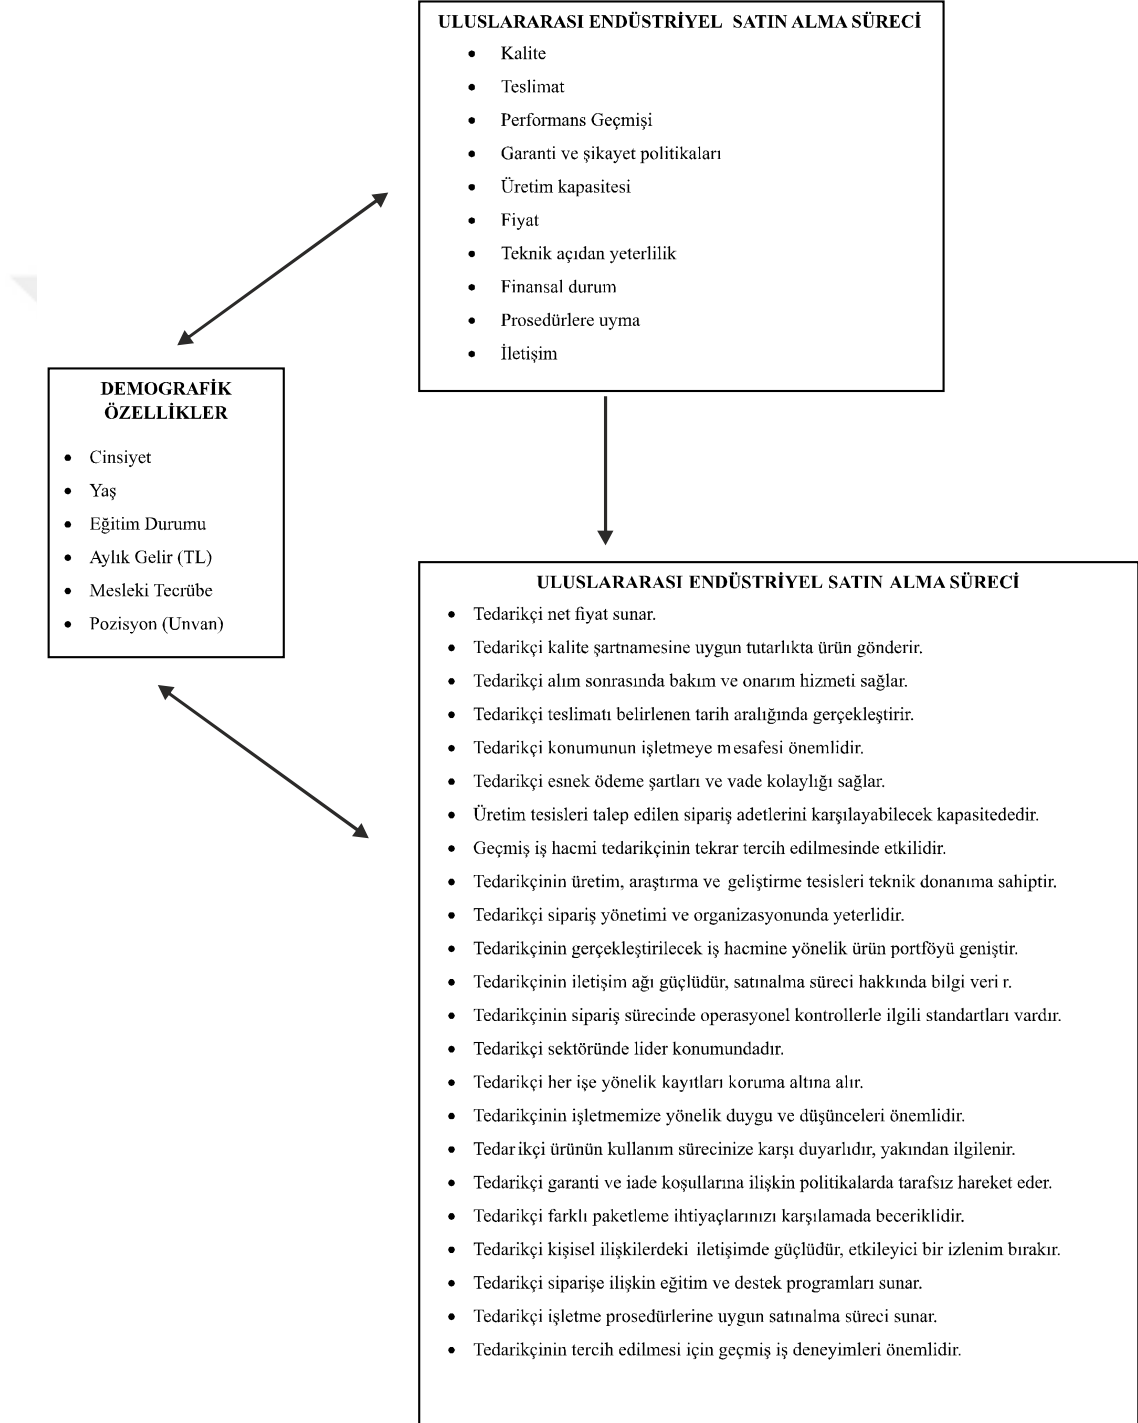 ULUSLARARASI ENDÜSTRİYEL SATIN ALMA SÜRECİ
• Kalite
• Teslimat
• Performans Geçmişi
• Garanti ve şikayet politikaları
• Üretim kapasitesi
• Fiyat
• Teknik açıdan yeterlilik
• Finansal durum
• Prosedürlere uyma
• İletişim
DEMOGRAFİK
ÖZELLİKLER
• Cinsiyet
• Yaş
• Eğitim Durumu
• Aylık Gelir (TL)
• Mesleki Tecrübe
• Pozisyon (Unvan)
ULUSLARARASI ENDÜSTRİYEL SATIN ALMA SÜRECİ
• Tedarikçi net fiyat sunar.
• Tedarikçi kalite şartnamesine uygun tutarlıkta ürün gönderir.
• Tedarikçi alım sonrasında bakım ve onarım hizmeti sağlar.
• Tedarikçi teslimatı belirlenen tarih aralığında gerçekleştirir.
• Tedarikçi konumunun işletmeye mesafesi önemlidir.
• Tedarikçi esnek ödeme şartları ve vade kolaylığı sağlar.
• Üretim tesisleri talep edilen sipariş adetlerini karşılayabilecek kapasitededir.
• Geçmiş iş hacmi tedarikçinin tekrar tercih edilmesinde etkilidir.
• Tedarikçinin üretim, araştırma ve geliştirme tesisleri teknik donanıma sahiptir.
• Tedarikçi sipariş yönetimi ve organizasyonunda yeterlidir.
• Tedarikçinin gerçekleştirilecek iş hacmine yönelik ürün portföyü geniştir.
• Tedarikçinin iletişim ağı güçlüdür, satınalma süreci hakkında bilgi veri r.
• Tedarikçinin sipariş sürecinde operasyonel kontrollerle ilgili standartları vardır.
• Tedarikçi sektöründe lider konumundadır.
• Tedarikçi her işe yönelik kayıtları koruma altına alır.
• Tedarikçinin işletmemize yönelik duygu ve düşünceleri önemlidir.
• Tedarikçi ürünün kullanım sürecinize karşı duyarlıdır, yakından ilgilenir.
• Tedarikçi garanti ve iade koşullarına ilişkin politikalarda tarafsız hareket eder.
• Tedarikçi farklı paketleme ihtiyaçlarınızı karşılamada beceriklidir.
• Tedarikçi kişisel ilişkilerdeki iletişimde güçlüdür, etkileyici bir izlenim bırakır.
• Tedarikçi siparişe ilişkin eğitim ve destek programları sunar.
• Tedarikçi işletme prosedürlerine uygun satınalma süreci sunar.
• Tedarikçinin tercih edilmesi için geçmiş iş deneyimleri önemlidir.